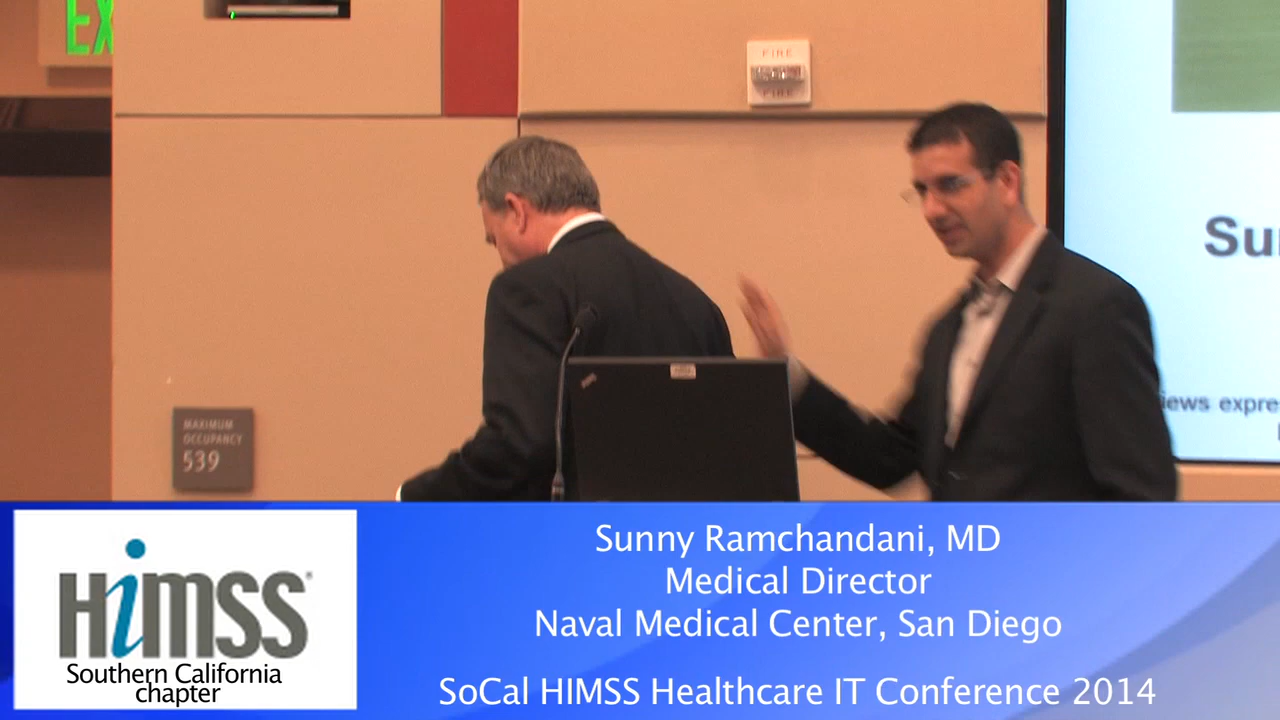 EX
FIRE
FIRE
Su
iews expre
MAXIMUM
OCCUPANCY
539
HiMSS
Southern California
chapter
Sunny Ramchandani, MD
Medical Director
Naval Medical Center, San Diego
SoCal HIMSS Healthcare IT Conference 2014